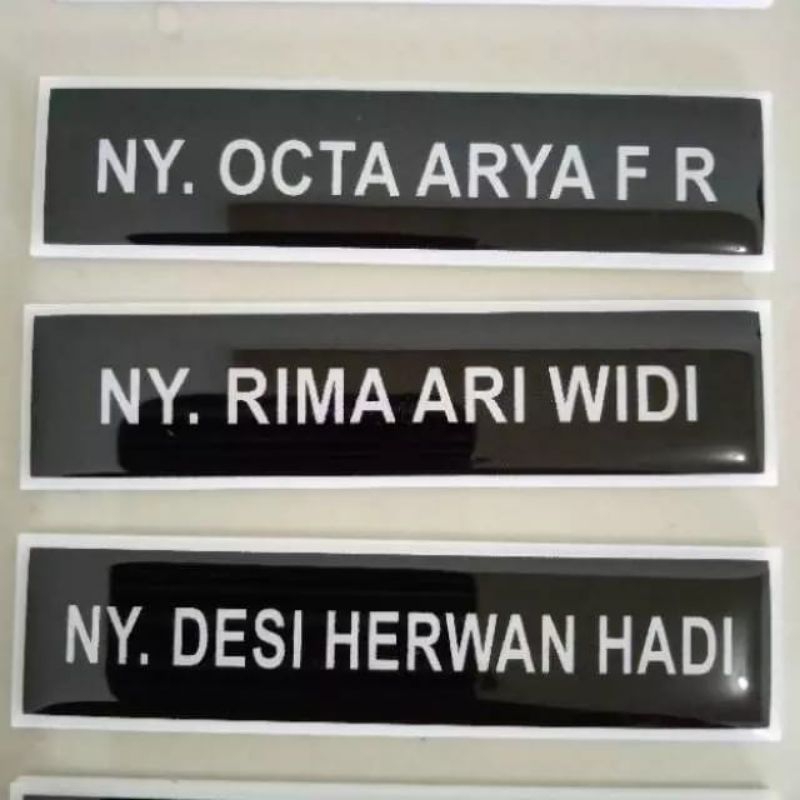 NY. OCTA ARYA F R
NY. RIMA ARI WIDI
NY. DESI HERWAN HADI